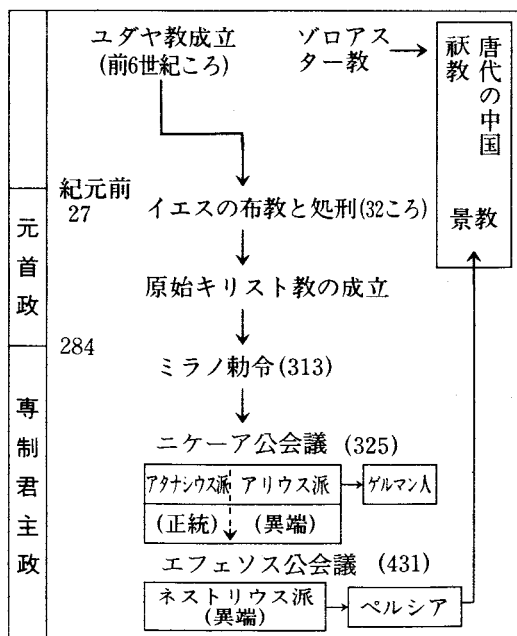 ユダヤ教成立
(前6世紀ころ)
ゾロアス
ター教
唐代の中国
祆教
景教
紀元前
27
イエスの布教と処刑(32ころ)
元首政
原始キリスト教の成立
284
ミラノ勅令(313)
専制君主政
ニケーア公会議 (325)
アタナシウス派 アリウス派
ゲルマン人
(正統) (異端)
エフェソス公会議 (431)
ネストリウス派
(異端)
ペルシア